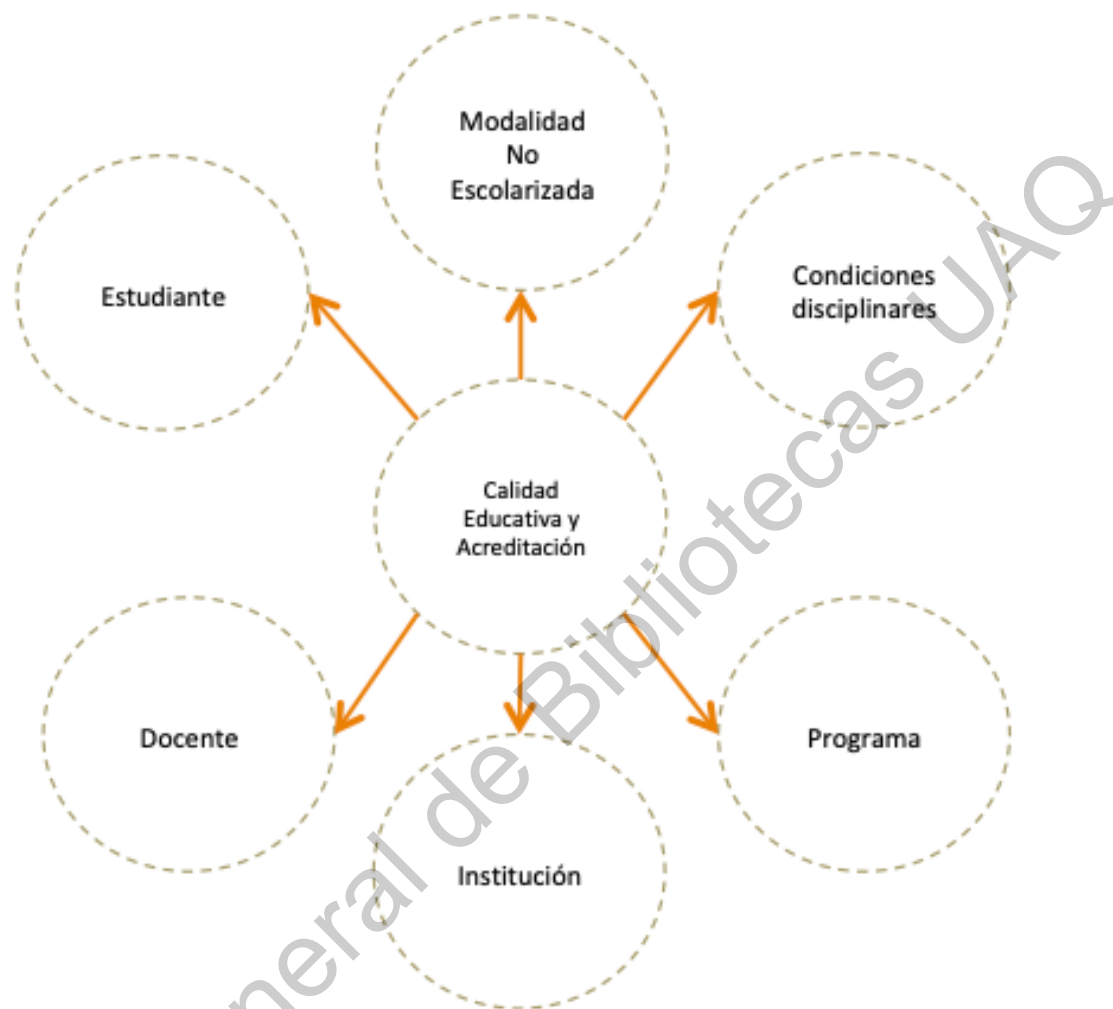 Modalidad
No
Escolarizada
Estudiante
Condiciones
disciplinares
Calidad
Educativa y
Acreditación
Docente
Programa
Institución
neral de Bibliotecas UAQ